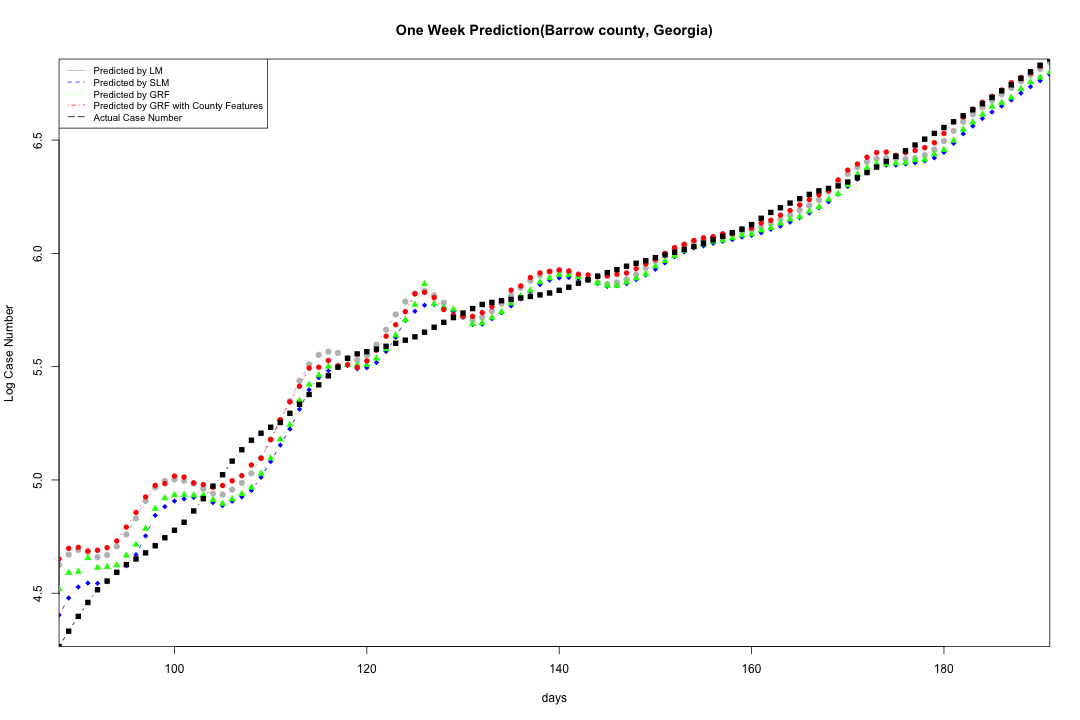 One Week Prediction(Barrow county, Georgia)
Predicted by LM
Predicted by SLM
Predicted by GRF
Predicted by GRF with County Features
Actual Case Number
Log Case Number
6.5
6.0
5.5
5.0
4.5
100 120 140 160 180
days